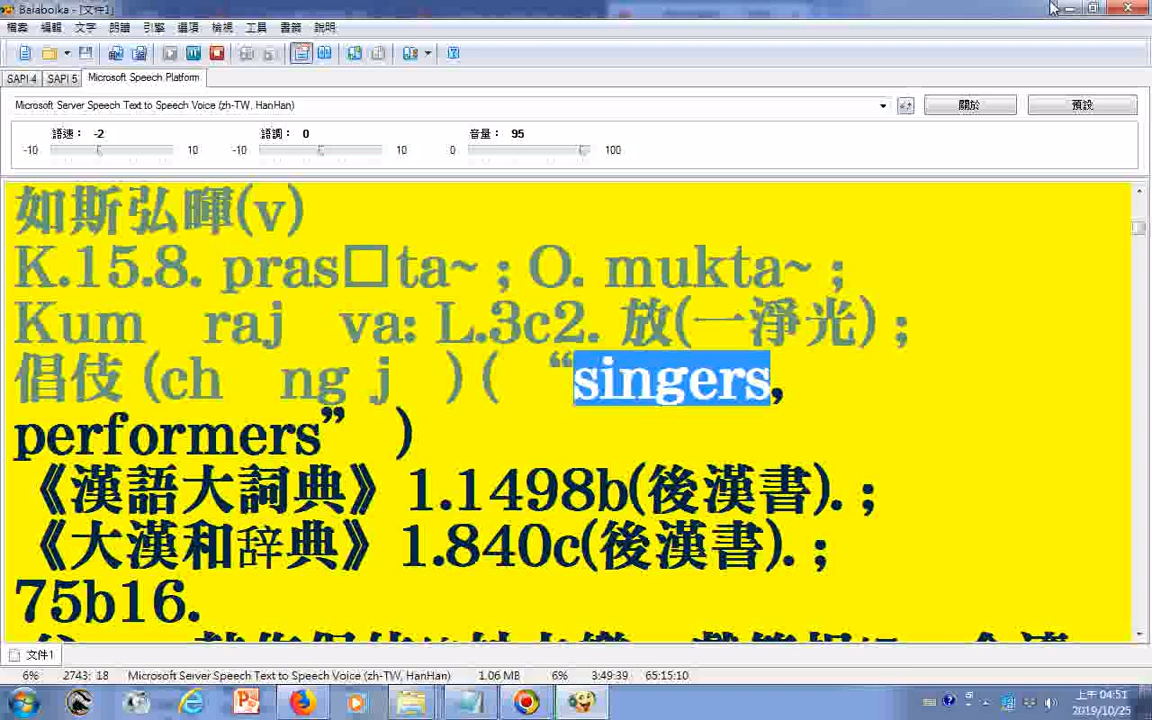 Balabolka - [文件1]
檔案 編輯 文字 朗讀 引擎 選項 檢視 工具 書籤 說明
SAPI 4 SAPI 5 Microsoft Speech Platform
Microsoft Server Speech Text to Speech Voice (zh-TW, HanHan)
關於 預設
語速： -2 語調： 0 音量： 95
-10 10 -10 10 0 100
如斯弘暉(v)
K.15.8. pras□ta~ ; O. mukta~ ;
Kum raj va: L.3c2. 放(一淨光) ;
倡伎 (ch ng j ) ( “singers,
performers” )
《漢語大詞典》 1.1498b(後漢書). ;
《大漢和辞典》 1.840c(後漢書). ;
75b16.
文件1
6% 2743: 18 Microsoft Server Speech Text to Speech Voice (zh-TW, HanHan) 1.06 MB 6% 3:49:39 65:15:10
上午 04:51
2019/10/25